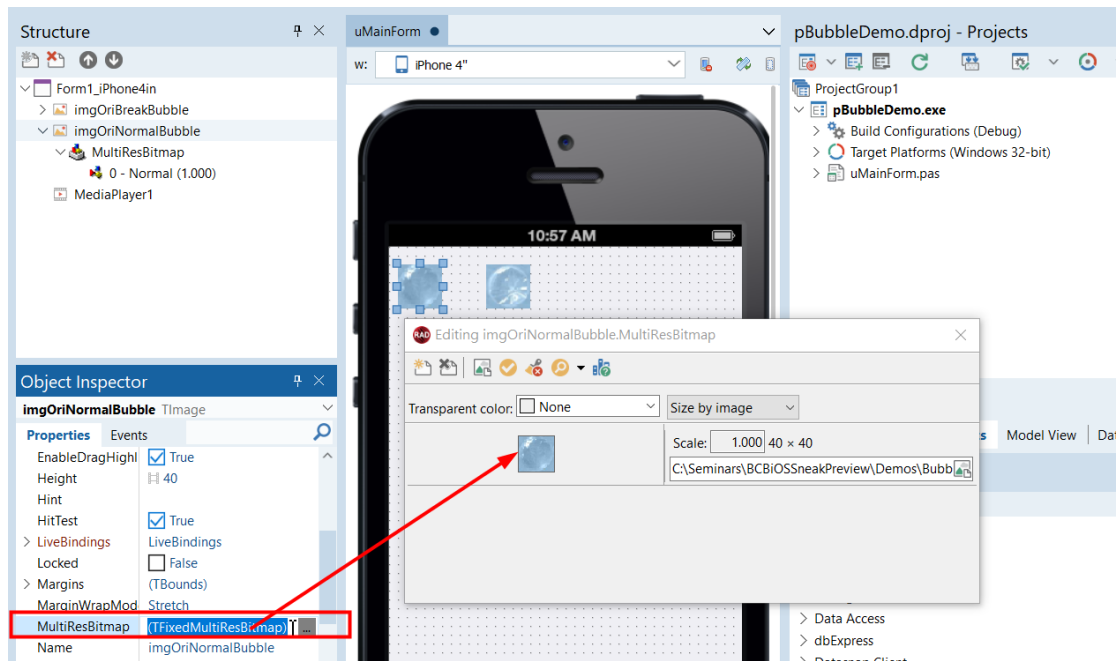 Structure
Form1_iPhone4in
imgOriBreakBubble
imgOriNormalBubble
MultiResBitmap
0 - Normal (1.000)
MediaPlayer1
Object Inspector
imgOriNormalBubble TImage
Properties Events
EnableDragHighl True
Height 40
Hint
HitTest True
LiveBindings LiveBindings
Locked False
Margins (TBounds)
MarginWrapMod Stretch
MultiResBitmap (TFixedMultiResBitmap) ...
Name imgOriNormalBubble
uMainForm
w: iPhone 4"
10:57 AM
RAD Editing imgOriNormalBubble.MultiResBitmap
Transparent color: None Size by image
Scale: 1.000 40 × 40
C:\Seminars\BCBiOSSneakPreview\Demos\Bubb
pBubbleDemo.dproj - Projects
ProjectGroup1
pBubbleDemo.exe
Build Configurations (Debug)
Target Platforms (Windows 32-bit)
uMainForm.pas
s Model View Dat
Data Access
dbExpress